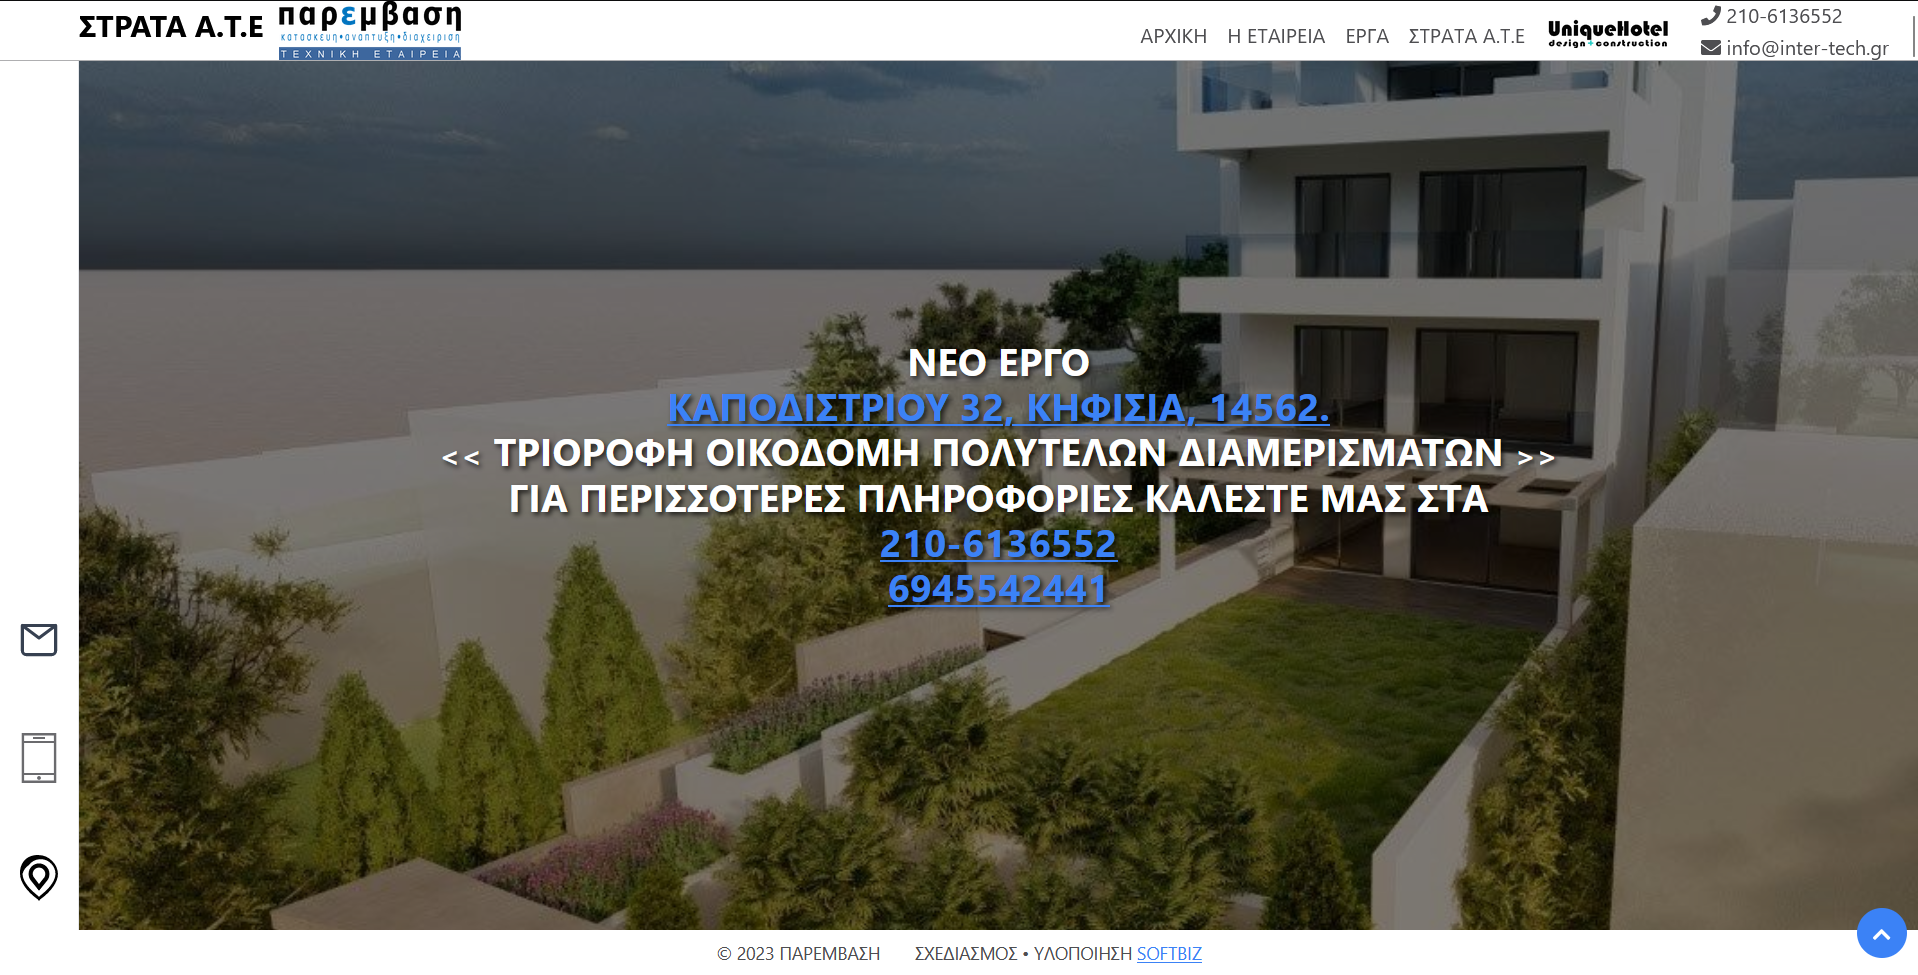 ΣΤΡΑΤΑ Α.Τ.Ε
παρεμβαση
κατασκευη•αναπτυξη•διαχειριση
ΤΕΧΝΙΚΗ ΕΤΑΙΡΕΙΑ
ΑΡΧΙΚΗ Η ΕΤΑΙΡΕΙΑ ΕΡΓΑ ΣΤΡΑΤΑ Α.Τ.Ε
UniqueHotel
design+construction
210-6136552
info@inter-tech.gr
ΝΕΟ ΕΡΓΟ
ΚΑΠΟΔΙΣΤΡΙΟΥ 32, ΚΗΦΙΣΙΑ, 14562.
<< ΤΡΙΟΡΟΦΗ ΟΙΚΟΔΟΜΗ ΠΟΛΥΤΕΛΩΝ ΔΙΑΜΕΡΙΣΜΑΤΩΝ >>
ΓΙΑ ΠΕΡΙΣΣΟΤΕΡΕΣ ΠΛΗΡΟΦΟΡΙΕΣ ΚΑΛΕΣΤΕ ΜΑΣ ΣΤΑ
210-6136552
6945542441
© 2023 ΠΑΡΕΜΒΑΣΗ ΣΧΕΔΙΑΣΜΟΣ • ΥΛΟΠΟΙΗΣΗ SOFTBIZ